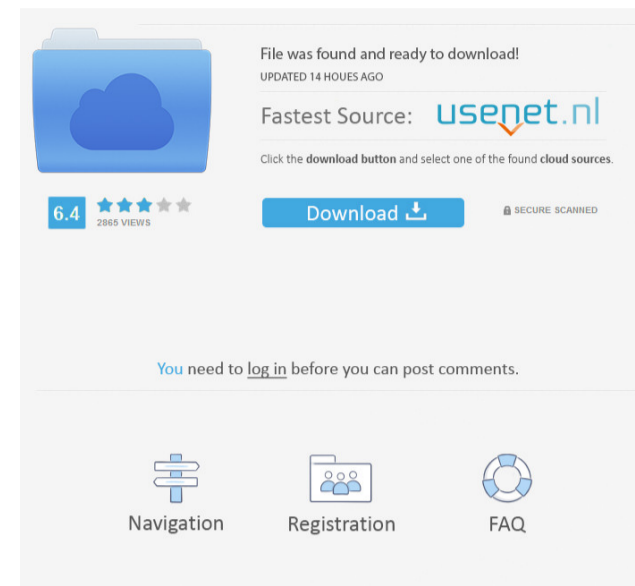 File was found and ready to download!
UPDATED 14 HOUES AGO
Fastest Source: usenet.nl
Click the download button and select one of the found cloud sources.
6.4
2865 VIEWS
Download
SECURE SCANNED
You need to log in before you can post comments.
Navigation
Registration
FAQ